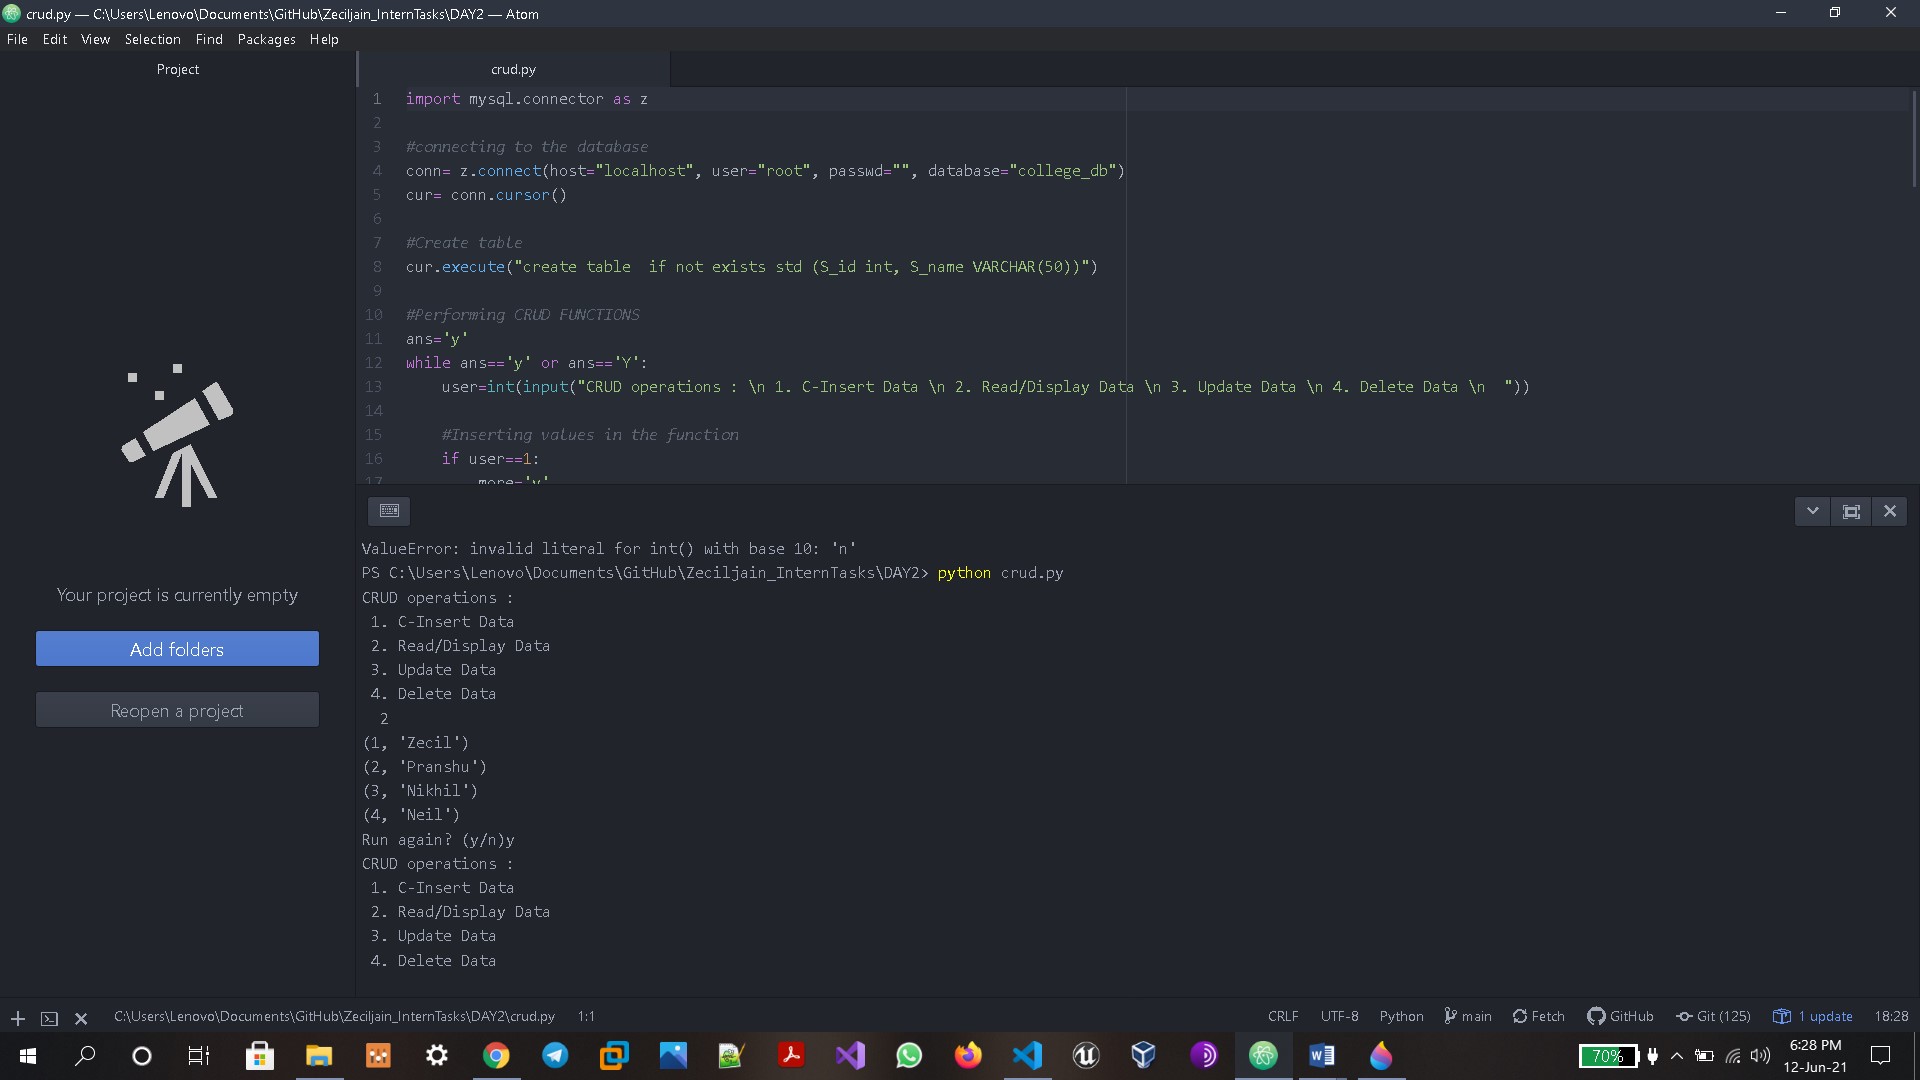 crud.py — C:\Users\Lenovo\Documents\GitHub\Zeciljain_InternTasks\DAY2 — Atom
File Edit View Selection Find Packages Help
Project
crud.py
1 import mysql.connector as z
2
3 #connecting to the database
4 conn= z.connect(host="localhost", user="root", passwd="", database="college_db")
5 cur= conn.cursor()
6
7 #Create table
8 cur.execute("create table  if not exists std (S_id int, S_name VARCHAR(50))")
9
10 #Performing CRUD FUNCTIONS
11 ans='y'
12 while ans=='y' or ans=='Y':
13     user=int(input("CRUD operations : \n 1. C-Insert Data \n 2. Read/Display Data \n 3. Update Data \n 4. Delete Data \n  "))
14
15     #Inserting values in the function
16     if user==1:
17         more='y'
Your project is currently empty
Add folders
Reopen a project
ValueError: invalid literal for int() with base 10: 'n'
PS C:\Users\Lenovo\Documents\GitHub\Zeciljain_InternTasks\DAY2> python crud.py
CRUD operations :
 1. C-Insert Data
 2. Read/Display Data
 3. Update Data
 4. Delete Data
  2
(1, 'Zecil')
(2, 'Pranshu')
(3, 'Nikhil')
(4, 'Neil')
Run again? (y/n)y
CRUD operations :
 1. C-Insert Data
 2. Read/Display Data
 3. Update Data
 4. Delete Data
C:\Users\Lenovo\Documents\GitHub\Zeciljain_InternTasks\DAY2\crud.py 1:1 CRLF UTF-8 Python main Fetch GitHub Git (125) 1 update 18:28
70% 6:28 PM
12-Jun-21